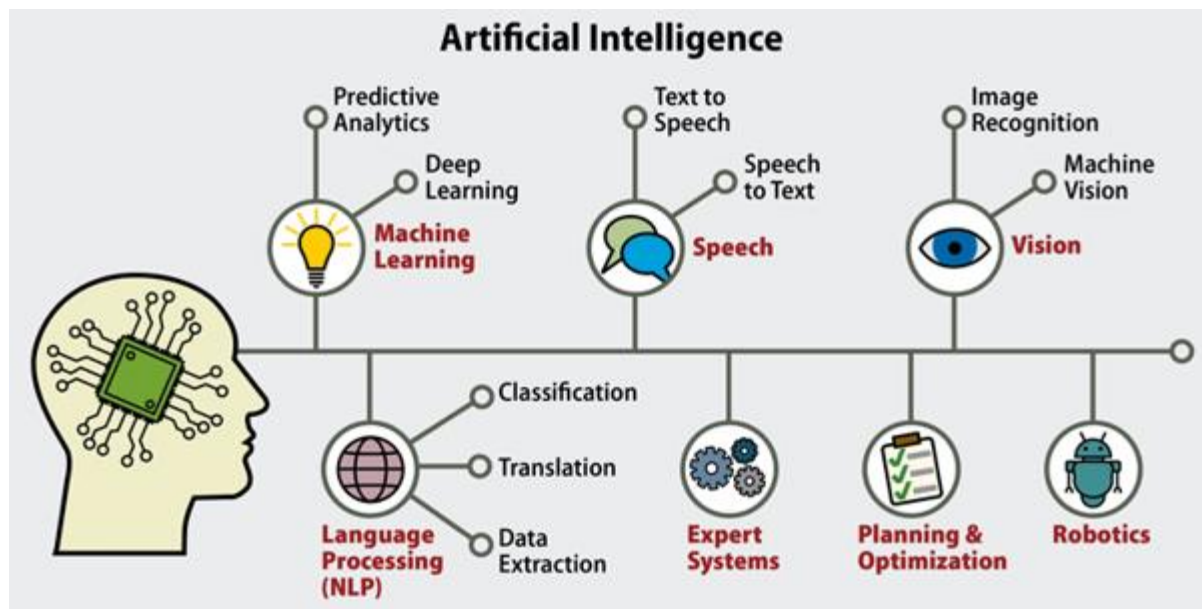 Artificial Intelligence
Predictive
Analytics
Deep
Learning
Machine
Learning
Text to
Speech
Speech
to Text
Speech
Image
Recognition
Machine
Vision
Vision
Classification
Translation
Data
Extraction
Language
Processing
(NLP)
Expert
Systems
Planning &
Optimization
Robotics